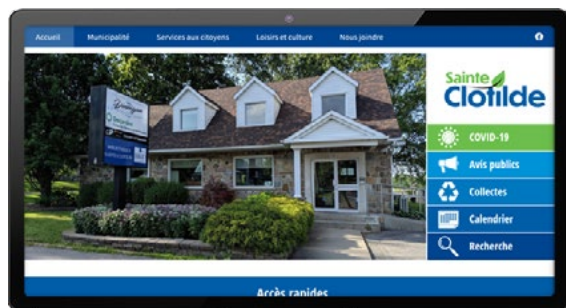 Accueil
Municipalité
Services aux citoyens
Loisirs et culture
Nous joindre
Sainte
Clotilde
COVID-19
Avis publics
Collectes
Calendrier
Recherche
Desjardins
Accès rapides